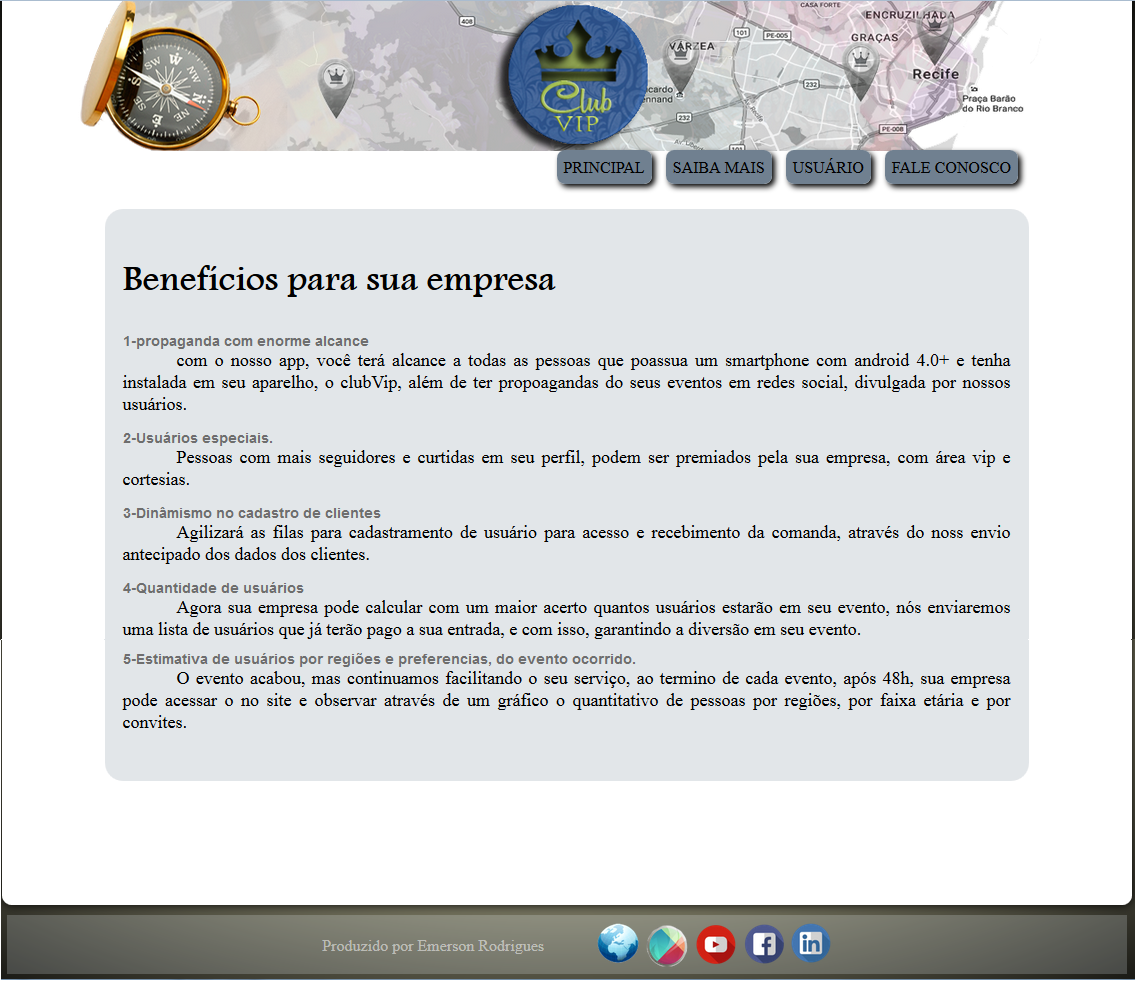 408
CASA FORTE
ENCRUZILHADA
101
PE-005
GRAÇAS
VÁRZEA
Recife
232
Praça Barão
do Rio Branco
232
PE-008
101
SW
W
NW
N
NE
E
SE
Club
VIP
PRINCIPAL
SAIBA MAIS
USUÁRIO
FALE CONOSCO
Benefícios para sua empresa
1-propaganda com enorme alcance
com o nosso app, você terá alcance a todas as pessoas que poassua um smartphone com android 4.0+ e tenha
instalada em seu aparelho, o clubVip, além de ter propoagandas do seus eventos em redes social, divulgada por nossos
usuários.
2-Usuários especiais.
Pessoas com mais seguidores e curtidas em seu perfil, podem ser premiados pela sua empresa, com área vip e
cortesias.
3-Dinâmismo no cadastro de clientes
Agilizará as filas para cadastramento de usuário para acesso e recebimento da comanda, através do noss envio
antecipado dos dados dos clientes.
4-Quantidade de usuários
Agora sua empresa pode calcular com um maior acerto quantos usuários estarão em seu evento, nós enviaremos
uma lista de usuários que já terão pago a sua entrada, e com isso, garantindo a diversão em seu evento.
5-Estimativa de usuários por regiões e preferencias, do evento ocorrido.
O evento acabou, mas continuamos facilitando o seu serviço, ao termino de cada evento, após 48h, sua empresa
pode acessar o no site e observar através de um gráfico o quantitativo de pessoas por regiões, por faixa etária e por
convites.
Produzido por Emerson Rodrigues